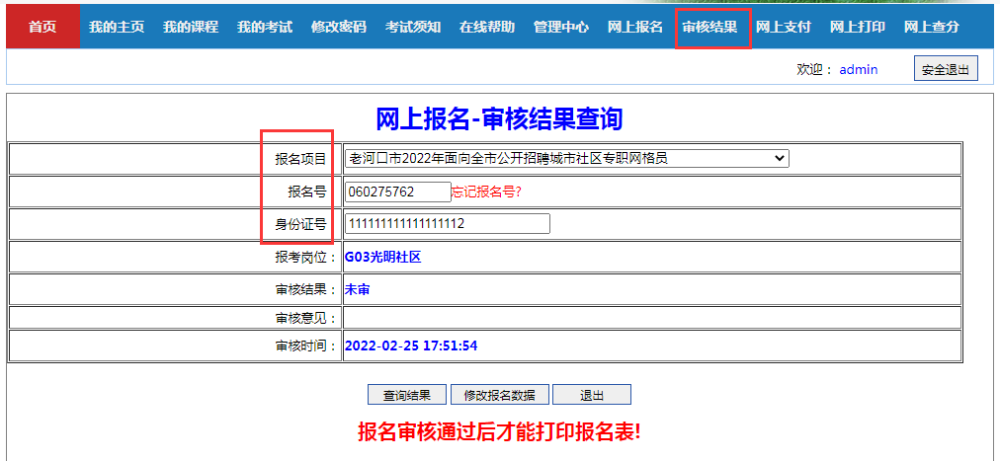 首页 我的主页 我的课程 我的考试 修改密码 考试须知 在线帮助 管理中心 网上报名 审核结果 网上支付 网上打印 网上查分
欢迎： admin 安全退出
网上报名-审核结果查询
报名项目 老河口市2022年面向全市公开招聘城市社区专职网格员
报名号 060275762 忘记报名号?
身份证号 111111111111111112
报考岗位： G03光明社区
审核结果： 未审
审核意见：
审核时间： 2022-02-25 17:51:54
查询结果 修改报名数据 退出
报名审核通过后才能打印报名表!